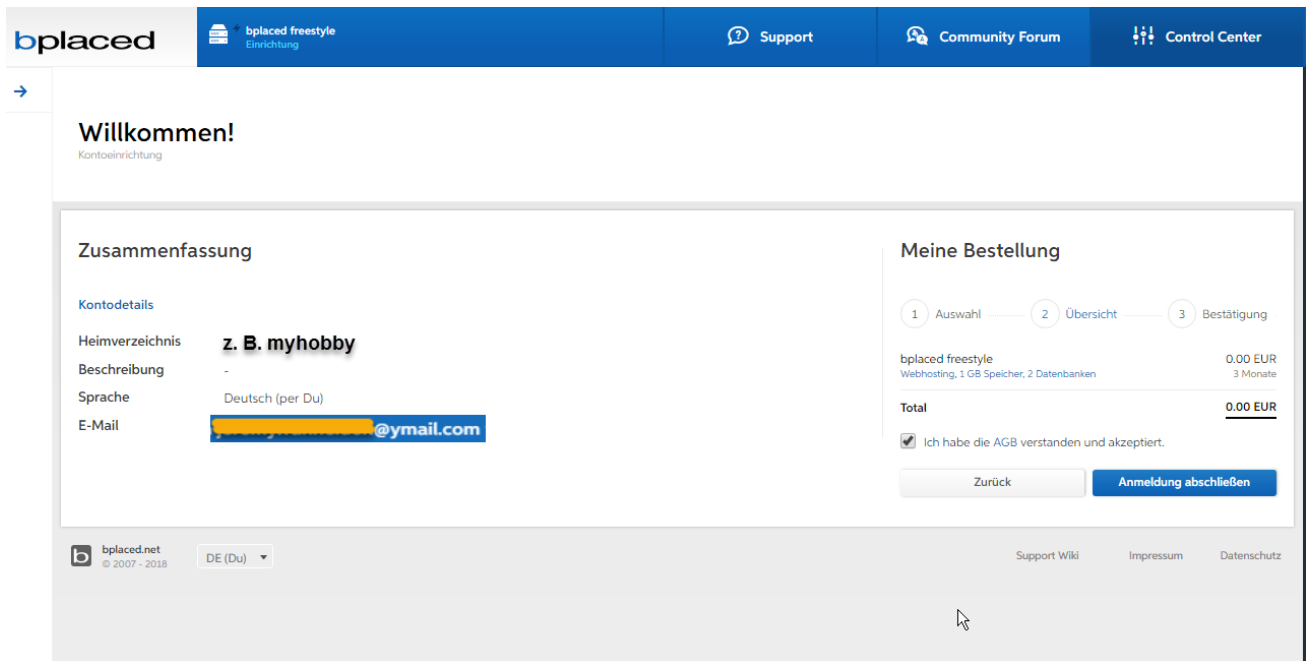 bplaced
bplaced freestyle
Einrichtung
Support
Community Forum
Control Center
Willkommen!
Kontoeinrichtung
Zusammenfassung
Kontodetails
Heimverzeichnis z. B. myhobby
Beschreibung -
Sprache Deutsch (per Du)
E-Mail @ymail.com
Meine Bestellung
1 Auswahl 2 Übersicht 3 Bestätigung
bplaced freestyle 0.00 EUR
Webhosting, 1 GB Speicher, 2 Datenbanken 3 Monate
Total 0.00 EUR
Ich habe die AGB verstanden und akzeptiert.
Zurück Anmeldung abschließen
b bplaced.net
© 2007 - 2018
DE (Du)
Support Wiki Impressum Datenschutz